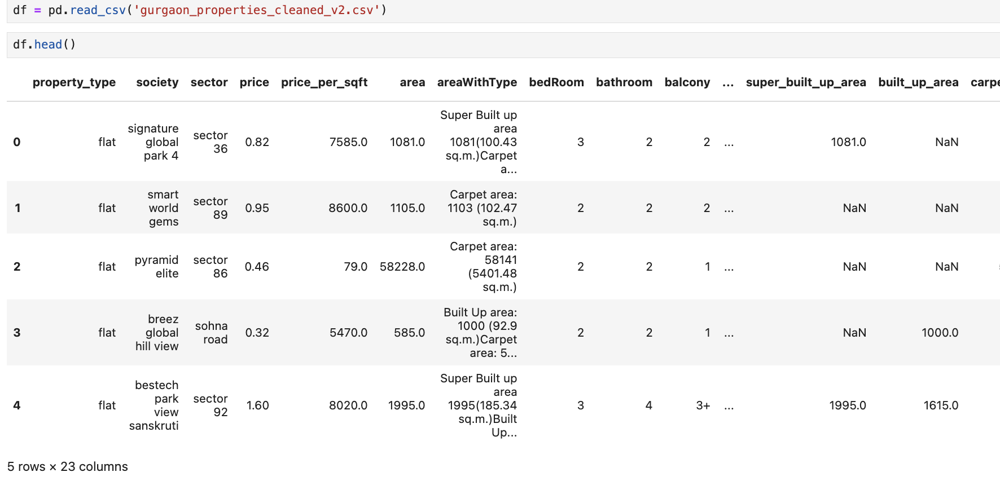 df = pd.read_csv('gurgaon_properties_cleaned_v2.csv')
df.head()
property_type society sector price price_per_sqft area areaWithType bedRoom bathroom balcony ... super_built_up_area built_up_area carpe
0 flat signature global park 4 sector 36 0.82 7585.0 1081.0 Super Built up area 1081(100.43 sq.m.)Carpet a... 3 2 2 ... 1081.0 NaN
1 flat smart world gems sector 89 0.95 8600.0 1105.0 Carpet area: 1103 (102.47 sq.m.) 2 2 2 ... NaN NaN
2 flat pyramid elite sector 86 0.46 79.0 58228.0 Carpet area: 58141 (5401.48 sq.m.) 2 2 1 ... NaN NaN
3 flat breez global hill view sohna road 0.32 5470.0 585.0 Built Up area: 1000 (92.9 sq.m.)Carpet area: 5... 2 2 1 ... NaN 1000.0
4 flat bestech park view sanskruti sector 92 1.60 8020.0 1995.0 Super Built up area 1995(185.34 sq.m.)Built Up... 3 4 3+ ... 1995.0 1615.0
5 rows × 23 columns